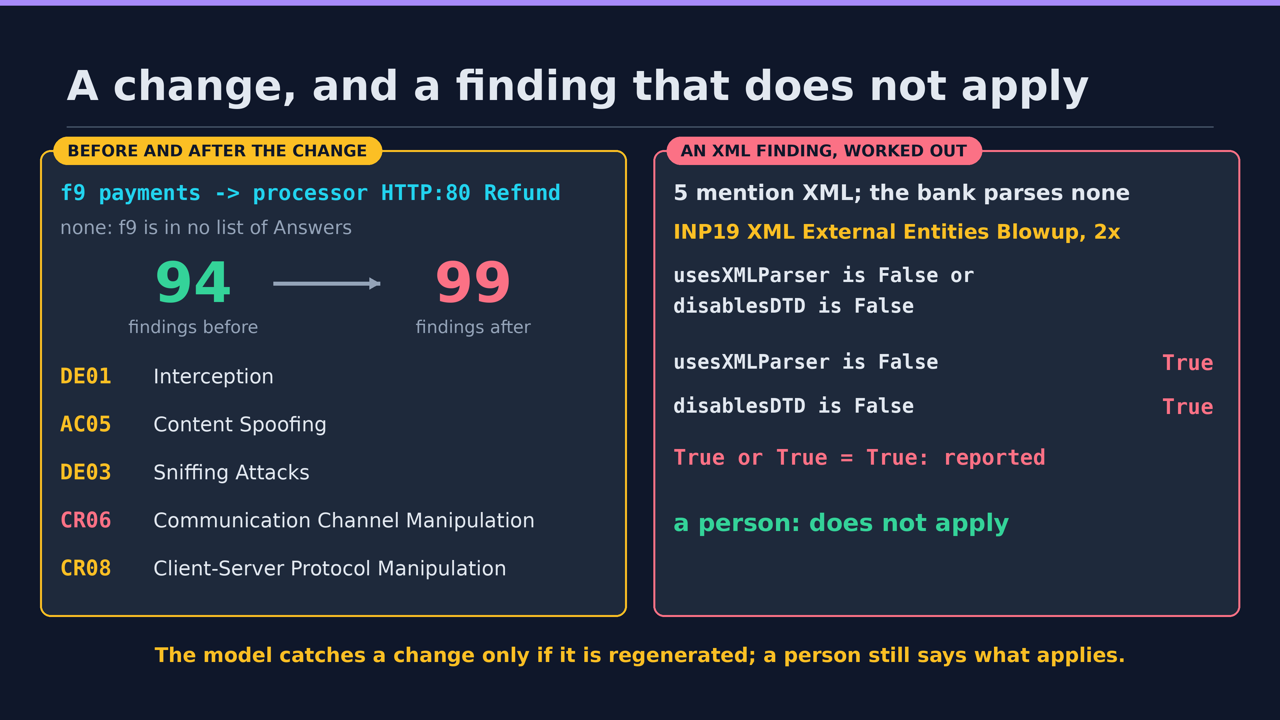 A change, and a finding that does not apply
BEFORE AND AFTER THE CHANGE
f9 payments -> processor HTTP:80 Refund
none: f9 is in no list of Answers
94
99
findings before
findings after
DE01 Interception
AC05 Content Spoofing
DE03 Sniffing Attacks
CR06 Communication Channel Manipulation
CR08 Client-Server Protocol Manipulation
AN XML FINDING, WORKED OUT
5 mention XML; the bank parses none
INP19 XML External Entities Blowup, 2x
usesXMLParser is False or
disablesDTD is False
usesXMLParser is False True
disablesDTD is False True
True or True = True: reported
a person: does not apply
The model catches a change only if it is regenerated; a person still says what applies.